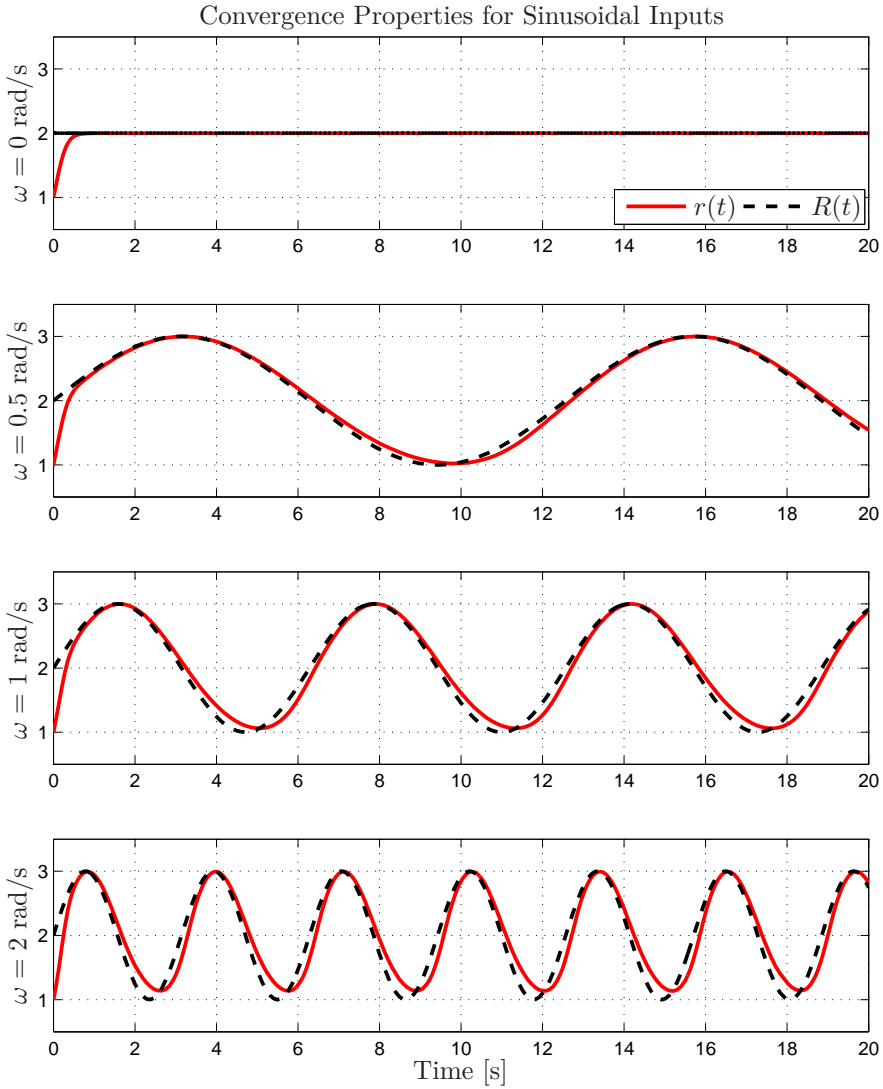 Convergence Properties for Sinusoidal Inputs
ω = 0 rad/s
3
2
1
r(t) R(t)
0 2 4 6 8 10 12 14 16 18 20
ω = 0.5 rad/s
3
2
1
0 2 4 6 8 10 12 14 16 18 20
ω = 1 rad/s
3
2
1
0 2 4 6 8 10 12 14 16 18 20
ω = 2 rad/s
3
2
1
0 2 4 6 8 10 12 14 16 18 20
Time [s]